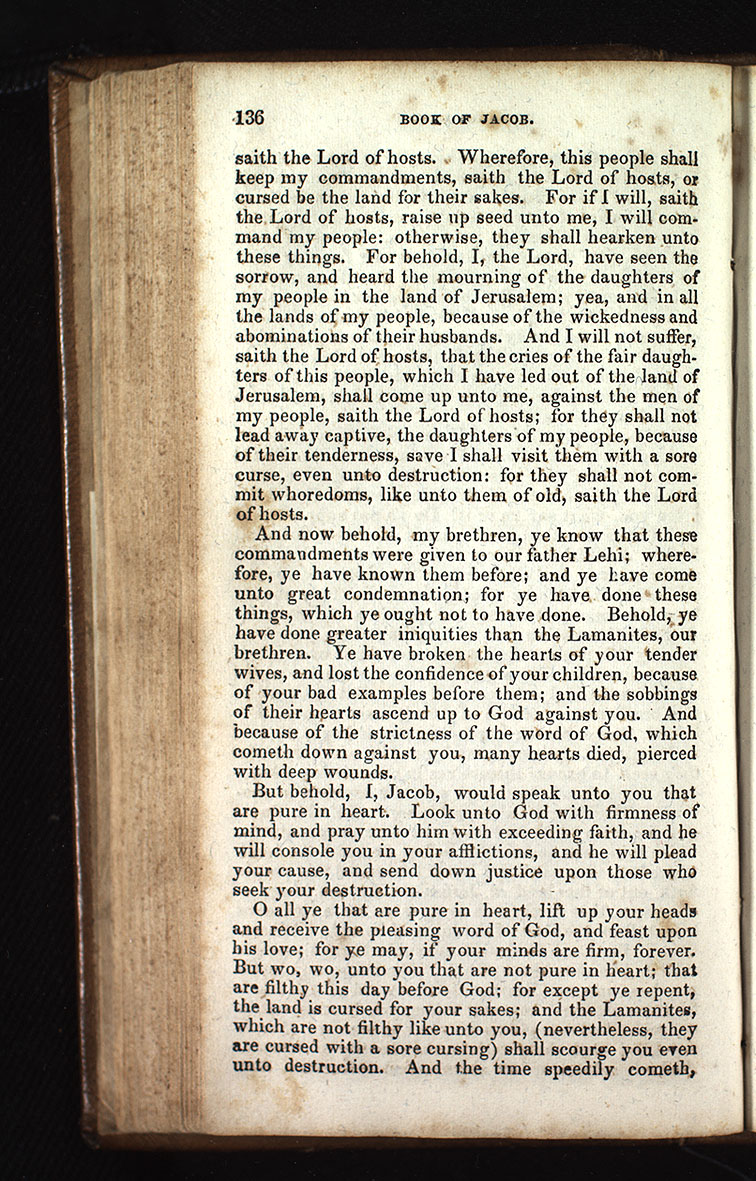 136 BOOK OF JACOB.
saith the Lord of hosts. Wherefore, this people shall
keep my commandments, saith the Lord of hosts, or
cursed be the land for their sakes. For if I will, saith
the Lord of hosts, raise up seed unto me, I will com-
mand my people: otherwise, they shall hearken unto
these things. For behold, I, the Lord, have seen the
sorrow, and heard the mourning of the daughters of
my people in the land of Jerusalem; yea, and in all
the lands of my people, because of the wickedness and
abominations of their husbands. And I will not suffer,
saith the Lord of hosts, that the cries of the fair daugh-
ters of this people, which I have led out of the land of
Jerusalem, shall come up unto me, against the men of
my people, saith the Lord of hosts; for they shall not
lead away captive, the daughters of my people, because
of their tenderness, save I shall visit them with a sore
curse, even unto destruction: for they shall not com-
mit whoredoms, like unto them of old, saith the Lord
of hosts.
And now behold, my brethren, ye know that these
commandments were given to our father Lehi; where-
fore, ye have known them before; and ye have come
unto great condemnation; for ye have done these
things, which ye ought not to have done. Behold, ye
have done greater iniquities than the Lamanites, our
brethren. Ye have broken the hearts of your tender
wives, and lost the confidence of your children, because
of your bad examples before them; and the sobbings
of their hearts ascend up to God against you. And
because of the strictness of the word of God, which
cometh down against you, many hearts died, pierced
with deep wounds.
But behold, I, Jacob, would speak unto you that
are pure in heart. Look unto God with firmness of
mind, and pray unto him with exceeding faith, and he
will console you in your afflictions, and he will plead
your cause, and send down justice upon those who
seek your destruction.
O all ye that are pure in heart, lift up your heads
and receive the pleasing word of God, and feast upon
his love; for ye may, if your minds are firm, forever.
But wo, wo, unto you that are not pure in heart; that
are filthy this day before God; for except ye repent,
the land is cursed for your sakes; and the Lamanites,
which are not filthy like unto you, (nevertheless, they
are cursed with a sore cursing) shall scourge you even
unto destruction. And the time speedily cometh,